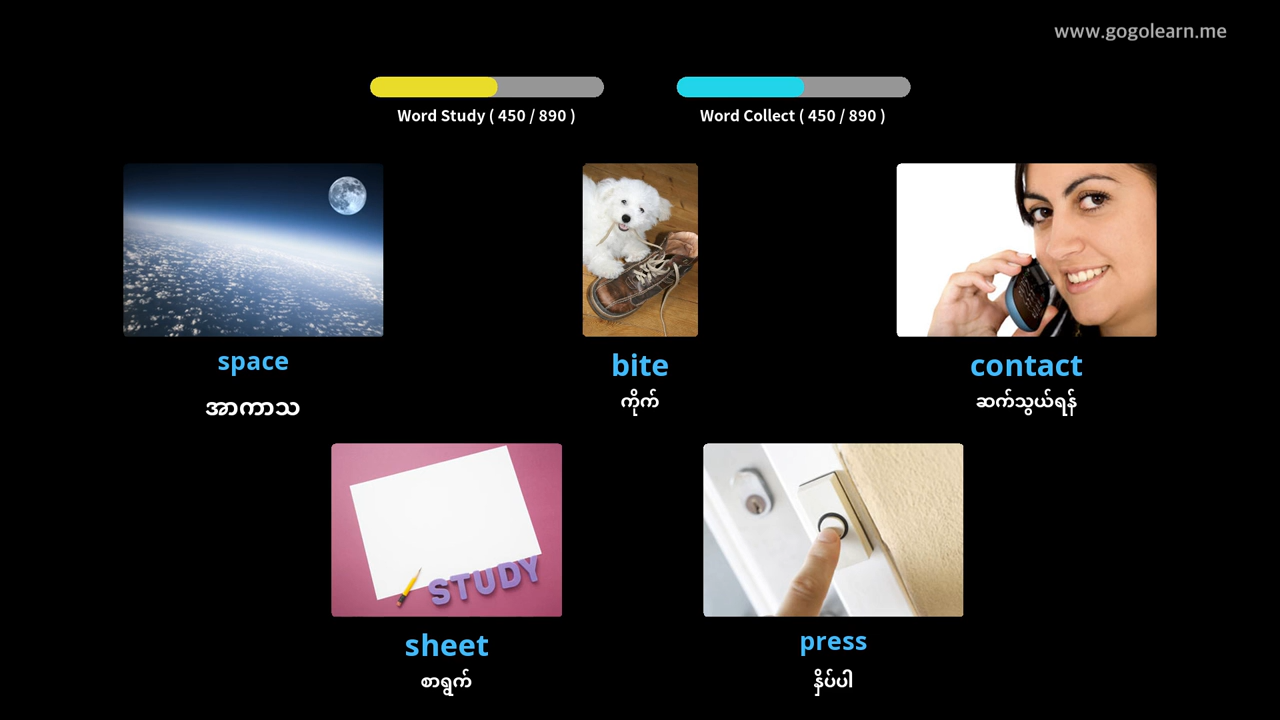 www.gogolearn.me
Word Study ( 450 / 890 )
Word Collect ( 450 / 890 )
space
အာကာသ
bite
ကိုက်
contact
ဆက်သွယ်ရန်
STUDY
sheet
စာရွက်
press
နှိပ်ပါ